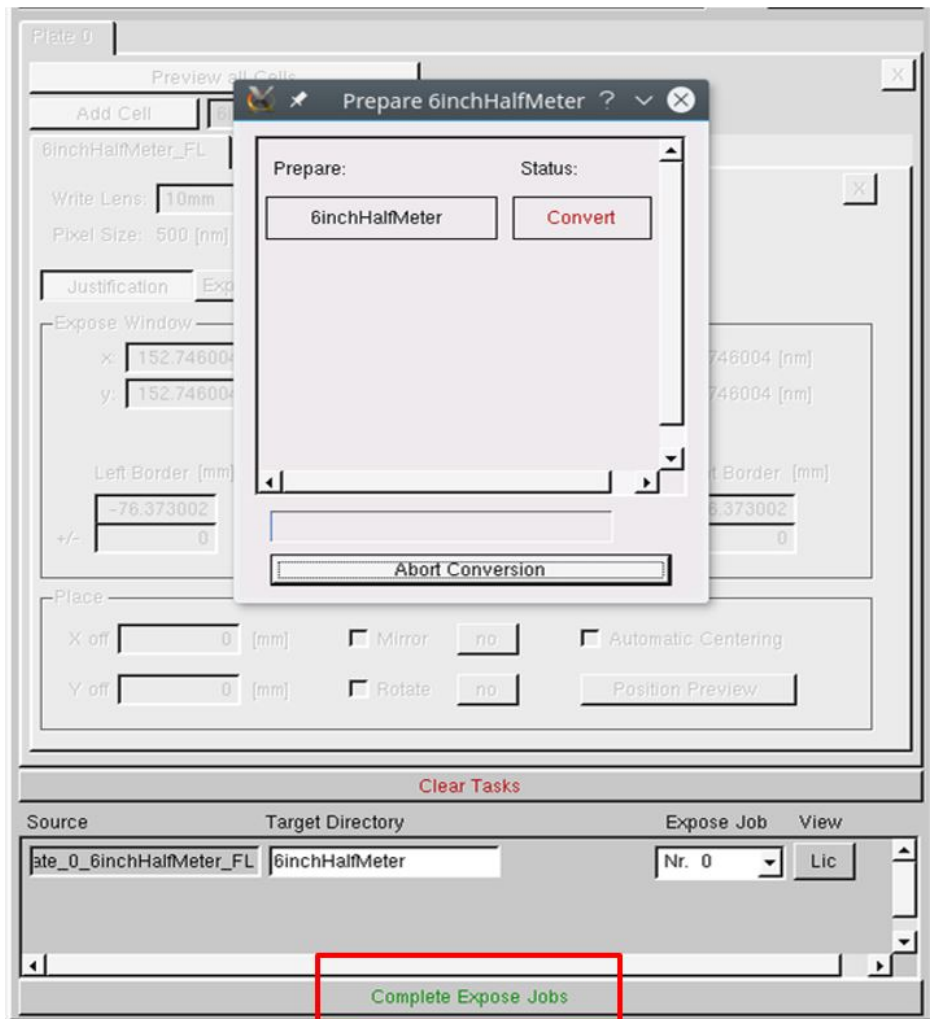 Plate 0
Preview all Cells
X
Add Cell
Prepare 6inchHalfMeter ?
6inchHalfMeter_FL
Prepare: Status:
6inchHalfMeter Convert
Write Lens: 10mm
X
Pixel Size: 500 [nm]
Justification Exp
Expose Window
x: 152.746004 746004 [nm]
y: 152.746004 746004 [nm]
Left Border [mm] Border [mm]
-76.373002 6.373002
+/- 0 0
Abort Conversion
Place
X off 0 [mm] Mirror no Automatic Centering
Y off 0 [mm] Rotate no Position Preview
Clear Tasks
Source Target Directory Expose Job View
ate_0_6inchHalfMeter_FL 6inchHalfMeter Nr. 0 Lic
Complete Expose Jobs